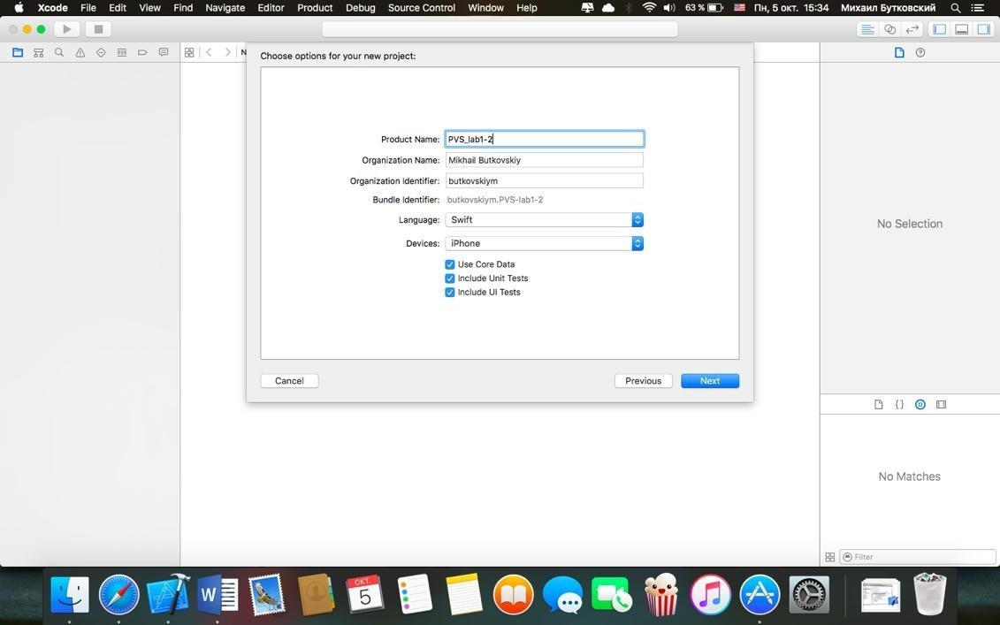 Xcode File Edit View Find Navigate Editor Product Debug Source Control Window Help 63 % Пн, 5 окт. 15:34 Михаил Бутковский
N
Choose options for your new project:
Product Name: PVS_lab1-2
Organization Name: Mikhail Butkovskiy
Organization Identifier: butkovskiym
Bundle Identifier: butkovskiym.PVS-lab1-2
Language: Swift
Devices: iPhone
Use Core Data
Include Unit Tests
Include UI Tests
Cancel Previous Next
No Selection
{}
No Matches
Filter
W
ОКТ
5